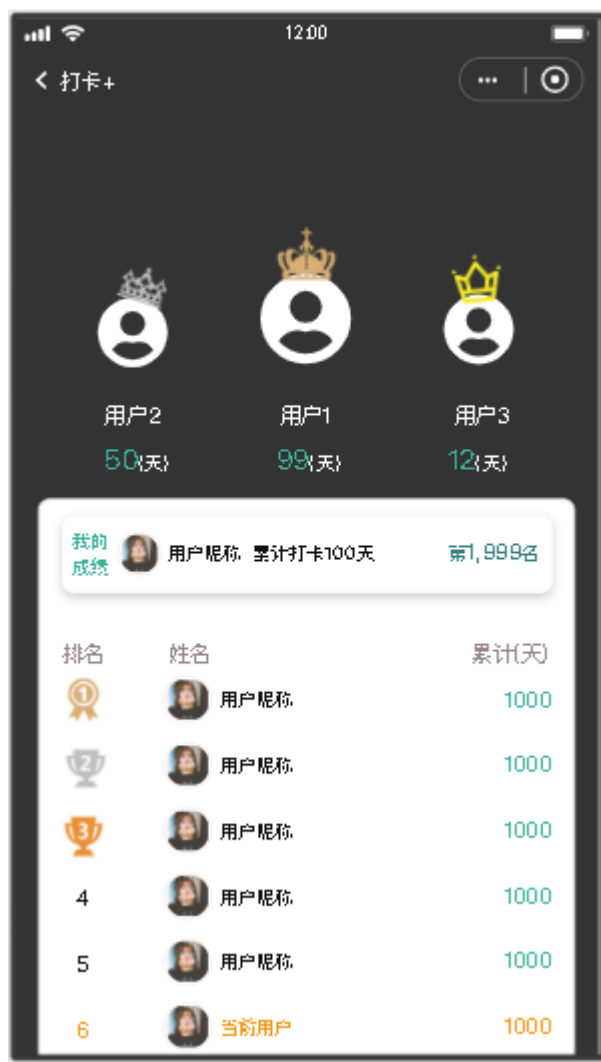 12:00
打卡+
用户2 用户1 用户3
50(天) 99(天) 12(天)
我的成绩 用户昵称 累计打卡100天 第1,999名
排名 姓名 累计(天)
1 用户昵称 1000
2 用户昵称 1000
3 用户昵称 1000
4 用户昵称 1000
5 用户昵称 1000
6 当前用户 1000